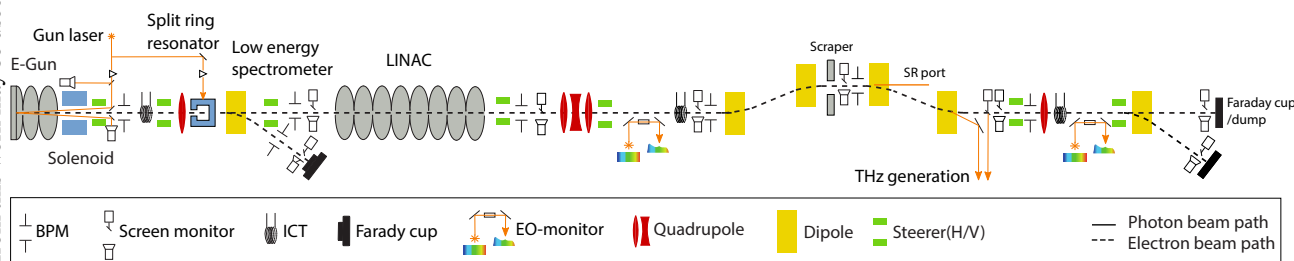 Gun laser
Split ring
resonator
E-Gun
Low energy
spectrometer
LINAC
Scraper
SR port
Solenoid
Faraday cup
/dump
THz generation
BPM
Screen monitor
ICT
Farady cup
EO-monitor
Quadrupole
Dipole
Steerer(H/V)
Photon beam path
Electron beam path